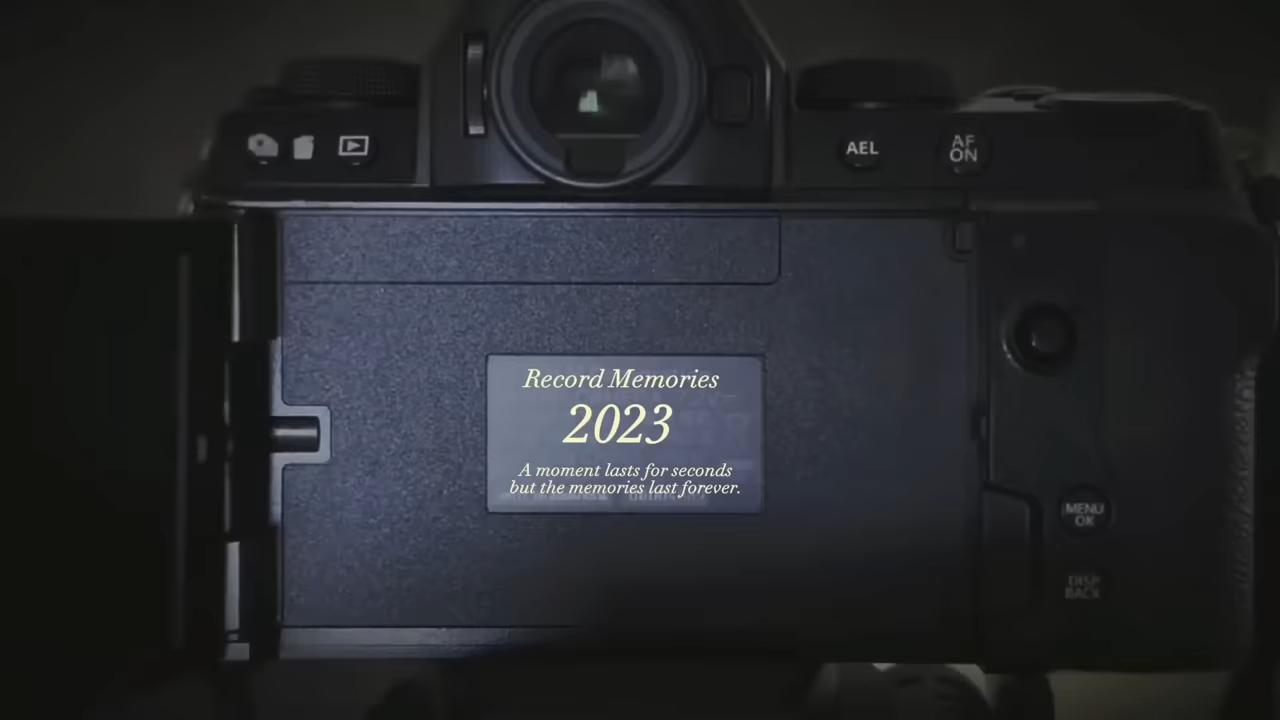 AEL
AF
ON
Record Memories
2023
A moment lasts for seconds
but the memories last forever.
MENU
OK
DISP
BACK